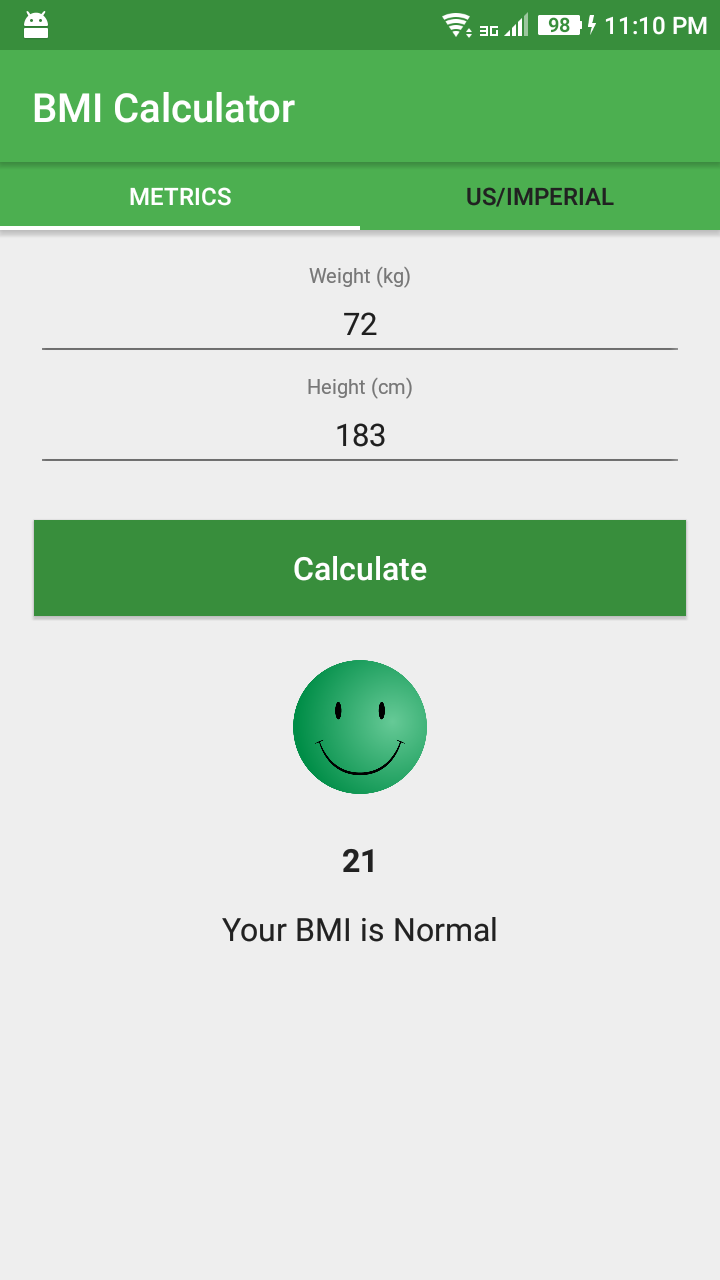 3G 98 11:10 PM
BMI Calculator
METRICS US/IMPERIAL
Weight (kg)
72
Height (cm)
183
Calculate
21
Your BMI is Normal